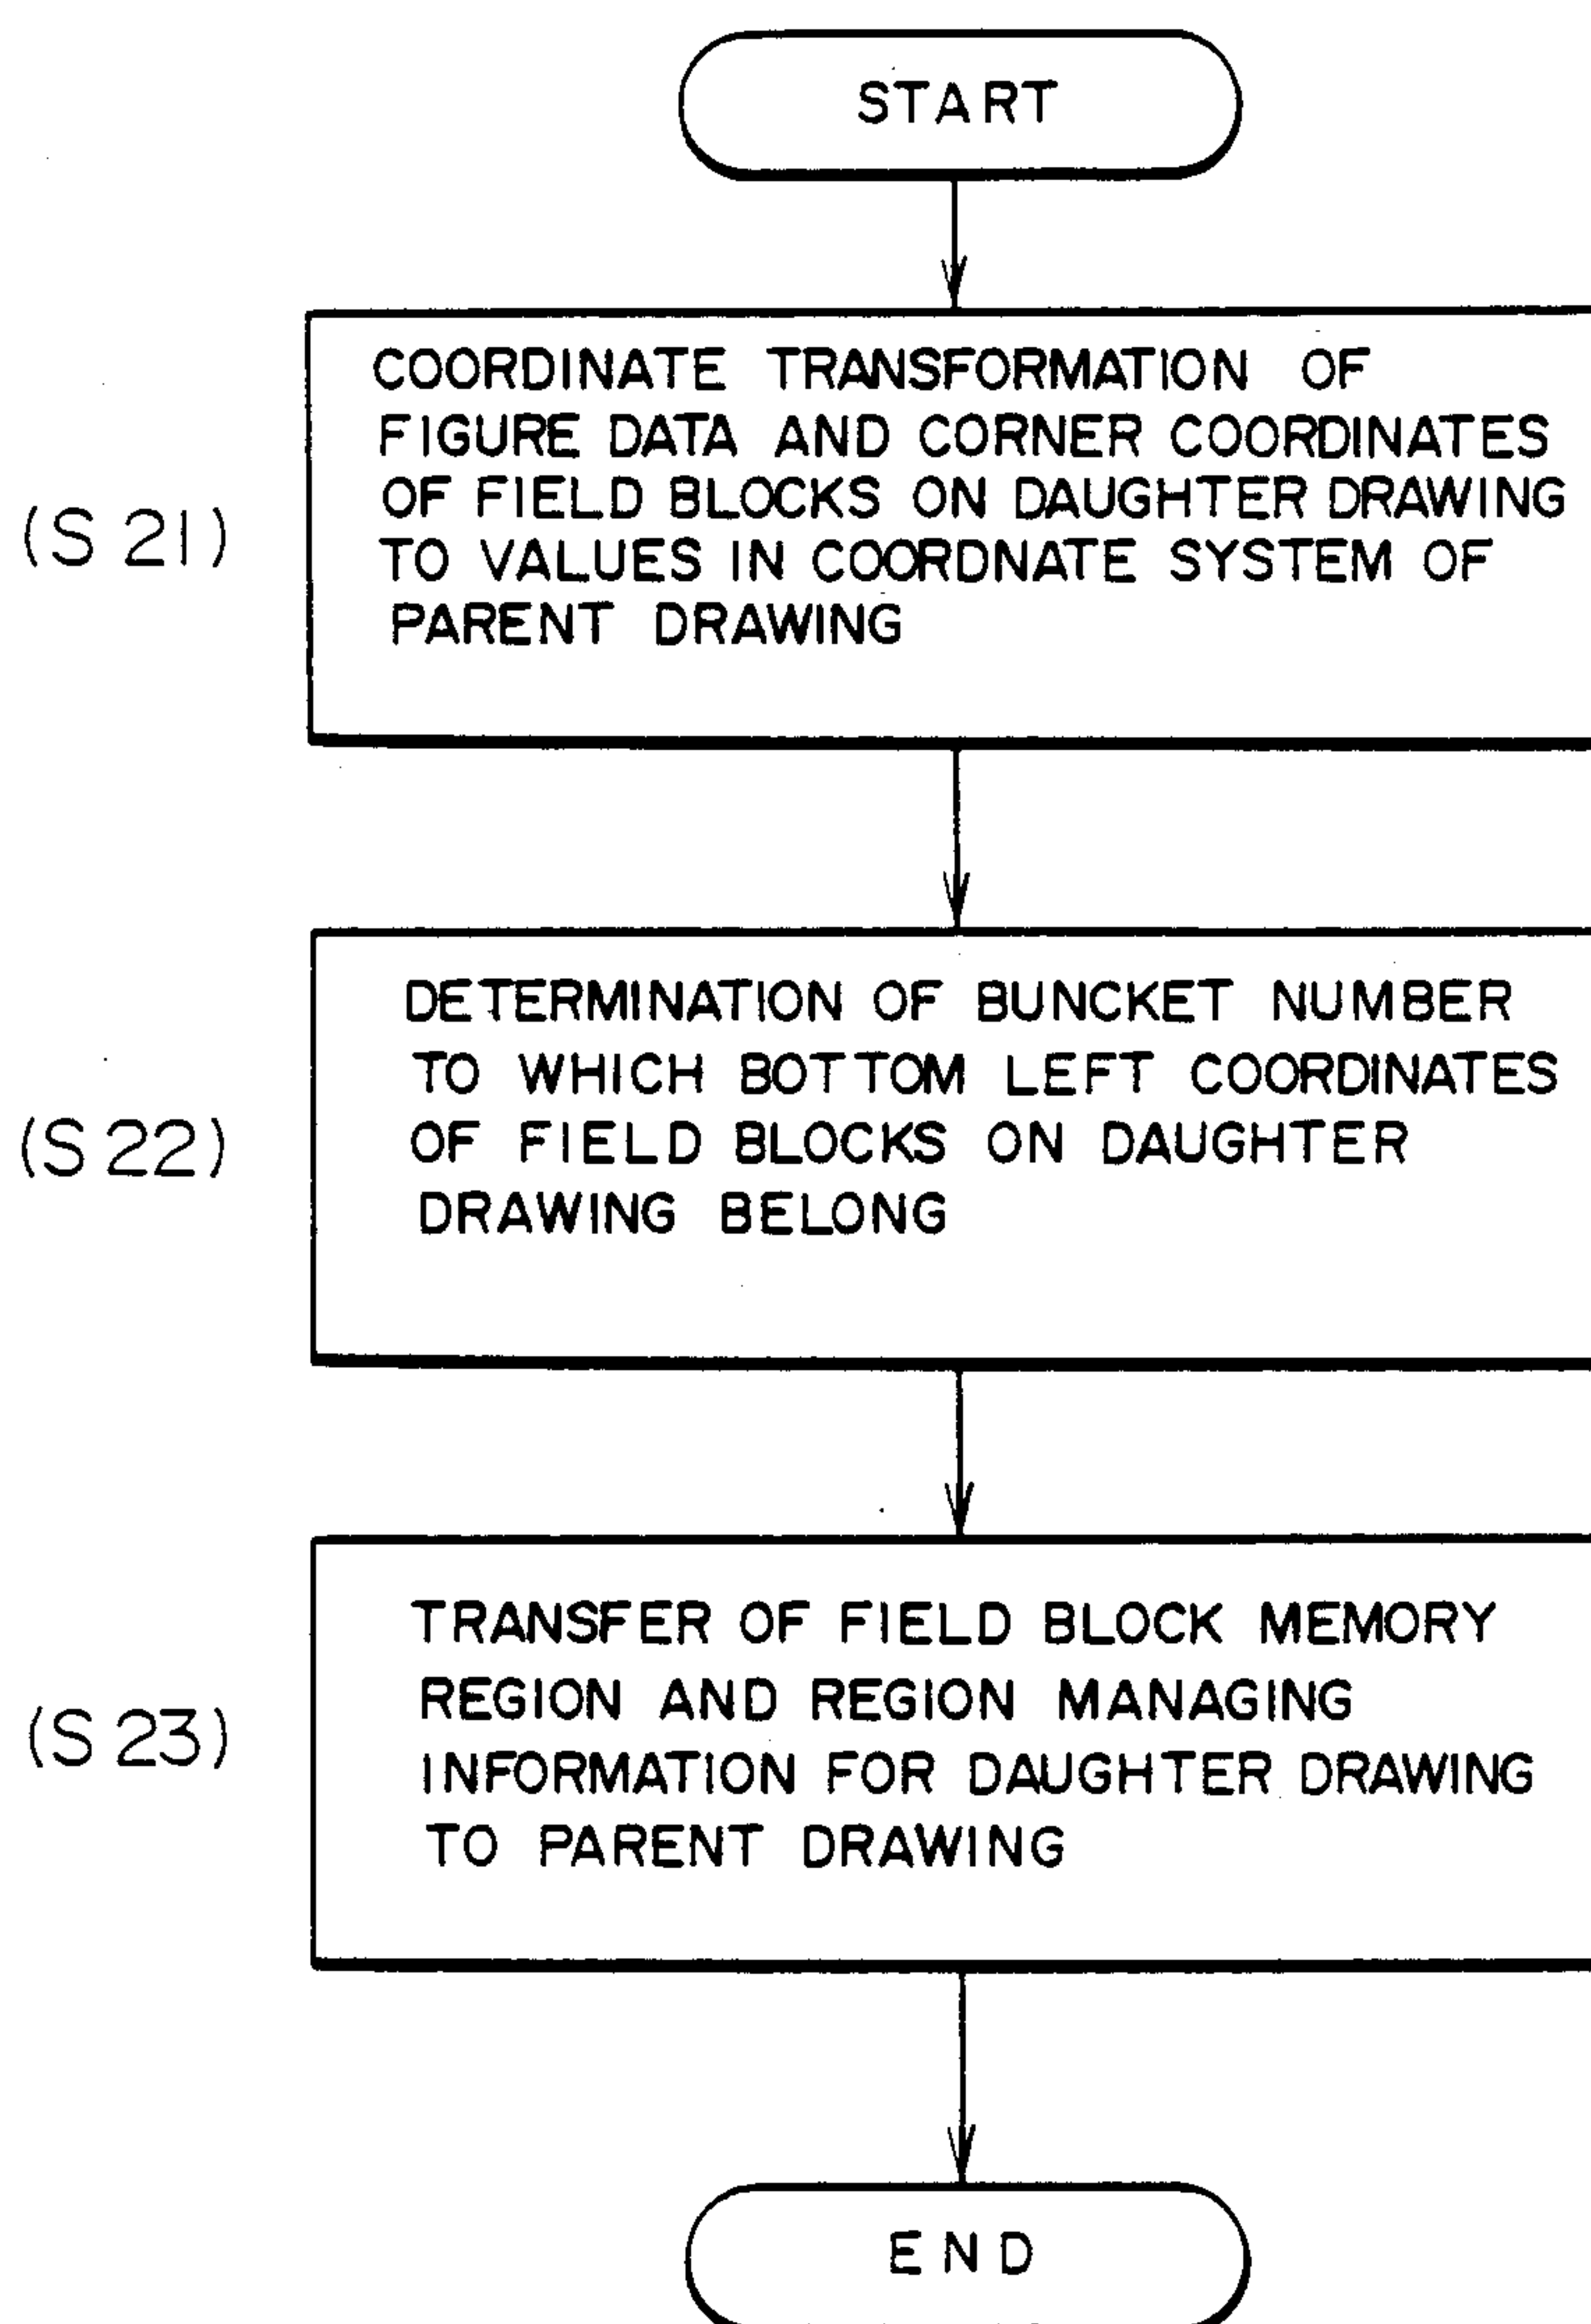 START
COORDINATE TRANSFORMATION OF
FIGURE DATA AND CORNER COORDINATES
OF FIELD BLOCKS ON DAUGHTER DRAWING
(S 21)
TO VALUES IN COORDNATE SYSTEM OF
PARENT DRAWING
DETERMINATION OF BUNCKET NUMBER
TO WHICH BOTTOM LEFT COORDINATES
(S 22)
OF FIELD BLOCKS ON DAUGHTER
DRAWING BELONG
TRANSFER OF FIELD BLOCK MEMORY
REGION AND REGION MANAGING
(S 23)
INFORMATION FOR DAUGHTER DRAWING
TO PARENT DRAWING
END